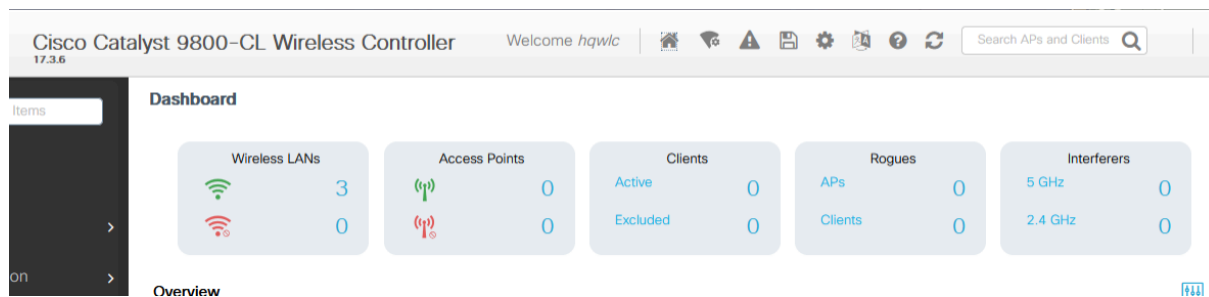 Cisco Catalyst 9800-CL Wireless Controller
17.3.6
Welcome hqwlc
Search APs and Clients
Items
on
Dashboard
Wireless LANs
3
0
Access Points
0
0
Clients
Active 0
Excluded 0
Rogues
APs 0
Clients 0
Interferers
5 GHz 0
2.4 GHz 0
Overview